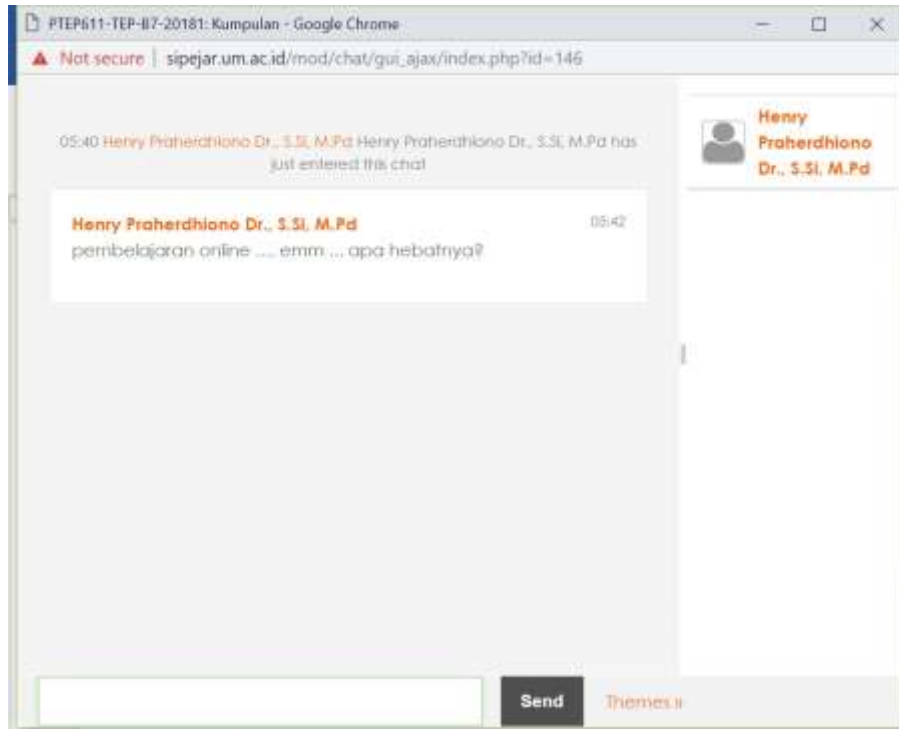 PTEP611-TEP-B7-20181: Kumpulan - Google Chrome
Not secure | sipejar.um.ac.id/mod/chat/gui_ajax/index.php?id=146
05:40 Henry Praherdhiono Dr., S.Si, M.Pd Henry Praherdhiono Dr., S.Si, M.Pd has
just entered this chat
Henry Praherdhiono Dr., S.Si, M.Pd 05:42
pembelajaran online .... emm ... apa hebatnya?
Henry
Praherdhiono
Dr., S.Si, M.Pd
Send
Themes »